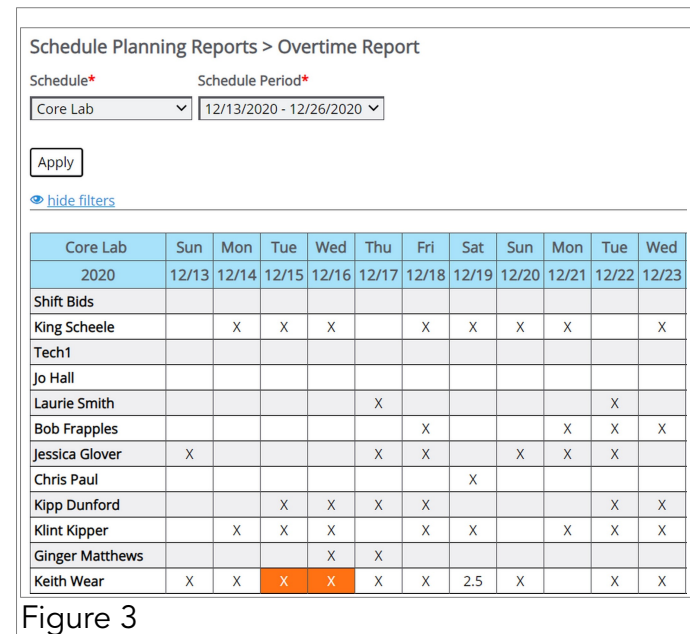 Schedule Planning Reports > Overtime Report
Schedule* Schedule Period*
Core Lab 12/13/2020 - 12/26/2020
Apply
hide filters
Core Lab Sun Mon Tue Wed Thu Fri Sat Sun Mon Tue Wed
2020 12/13 12/14 12/15 12/16 12/17 12/18 12/19 12/20 12/21 12/22 12/23
Shift Bids
King Scheele X X X X X X X X
Tech1
Jo Hall
Laurie Smith X X
Bob Frapples X X X X
Jessica Glover X X X X X X
Chris Paul X
Kipp Dunford X X X X X X
Klint Kipper X X X X X X X X
Ginger Matthews X X
Keith Wear X X X X X X 2.5 X X X
Figure 3